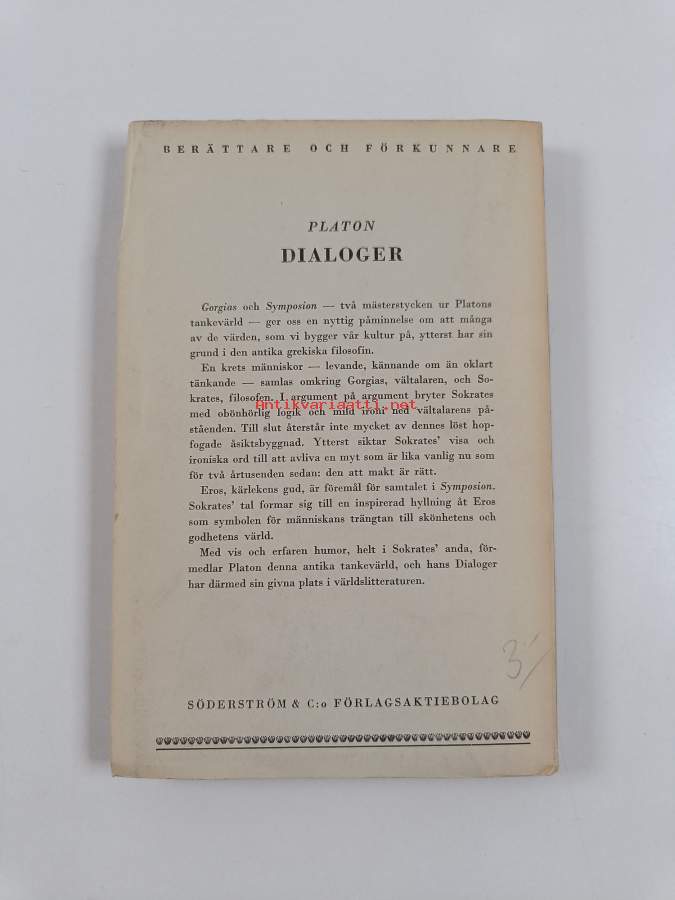 BERÄTTARE OCH FÖRKUNNARE
PLATON
DIALOGER
Gorgias och Symposion — två mästerstycken ur Platons
tankevärld — ger oss en nyttig påminnelse om att många
av de värden, som vi bygger vår kultur på, ytterst har sin
grund i den antika grekiska filosofin.
En krets människor — levande, kännande om än oklart
tänkande — samlas omkring Gorgias, vältalaren, och So-
krates, filosofen. I argument på argument bryter Sokrates
Antikvariaatti.net
med obönhörlig logik och mild ironi ned vältalarens på-
ståenden. Till slut återstår inte mycket av dennes löst hop-
fogade åsiktsbyggnad. Ytterst siktar Sokrates' visa och
ironiska ord till att avliva en myt som är lika vanlig nu som
för två årtusenden sedan: den att makt är rätt.
Eros, kärlekens gud, är föremål för samtalet i Symposion.
Sokrates' tal formar sig till en inspirerad hyllning åt Eros
som symbolen för människans trängtan till skönhetens och
godhetens värld.
Med vis och erfaren humor, helt i Sokrates' anda, för-
medlar Platon denna antika tankevärld, och hans Dialoger
har därmed sin givna plats i världslitteraturen.
3/
SÖDERSTRÖM & C:o FÖRLAGSAKTIEBOLAG